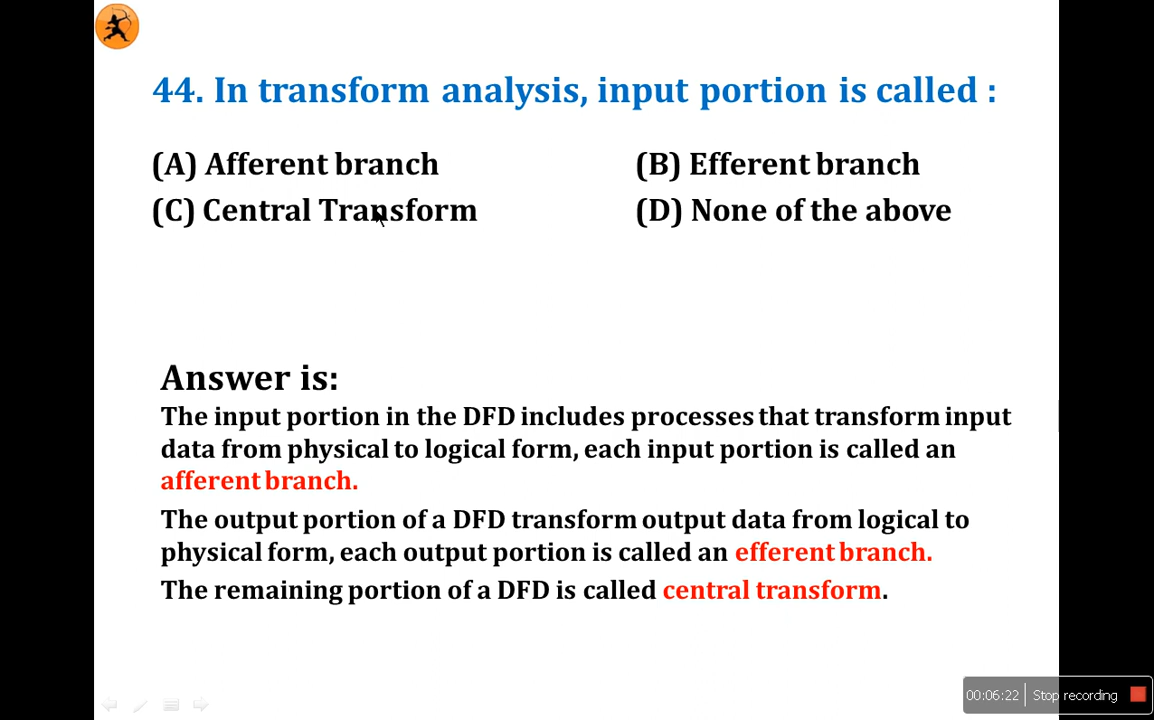 44. In transform analysis, input portion is called :
(A) Afferent branch (B) Efferent branch
(C) Central Transform (D) None of the above
Answer is:
The input portion in the DFD includes processes that transform input
data from physical to logical form, each input portion is called an
afferent branch.
The output portion of a DFD transform output data from logical to
physical form, each output portion is called an efferent branch.
The remaining portion of a DFD is called central transform.
00:06:22 Stop recording